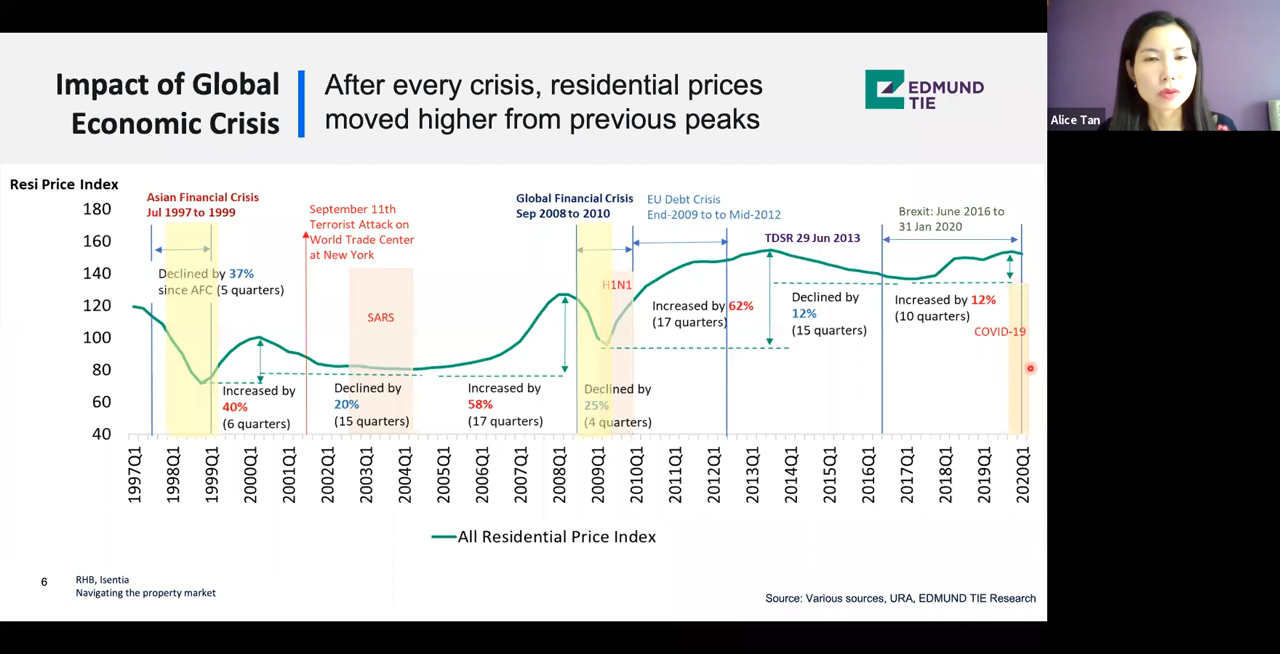 Impact of Global
Economic Crisis
After every crisis, residential prices
moved higher from previous peaks
EDMUND
TIE
Alice Tan
Resi Price Index
180
160
140
120
100
80
60
40
Asian Financial Crisis
Jul 1997 to 1999
Declined by 37%
since AFC (5 quarters)
September 11th
Terrorist Attack on
World Trade Center
at New York
SARS
Global Financial Crisis
Sep 2008 to 2010
H1N1
EU Debt Crisis
End-2009 to to Mid-2012
TDSR 29 Jun 2013
Brexit: June 2016 to
31 Jan 2020
Increased by 62%
(17 quarters)
Declined by
12%
(15 quarters)
Increased by 12%
(10 quarters)
COVID-19
Increased by
40%
(6 quarters)
Declined by
20%
(15 quarters)
Increased by
58%
(17 quarters)
Declined by
25%
(4 quarters)
1997Q1
1998Q1
1999Q1
2000Q1
2001Q1
2002Q1
2003Q1
2004Q1
2005Q1
2006Q1
2007Q1
2008Q1
2009Q1
2010Q1
2011Q1
2012Q1
2013Q1
2014Q1
2015Q1
2016Q1
2017Q1
2018Q1
2019Q1
2020Q1
All Residential Price Index
6
RHB, Isentia
Navigating the property market
Source: Various sources, URA, EDMUND TIE Research